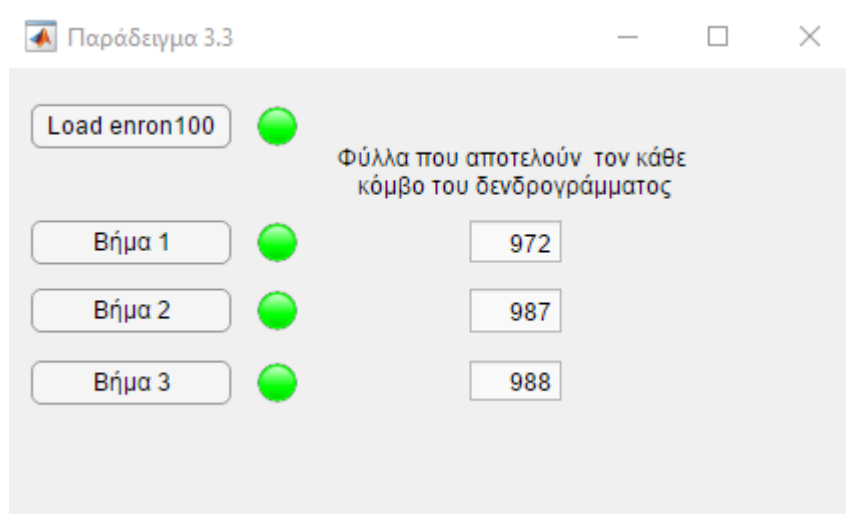 Παράδειγμα 3.3
Load enron100
Φύλλα που αποτελούν τον κάθε
κόμβο του δενδρογράμματος
Βήμα 1
972
Βήμα 2
987
Βήμα 3
988